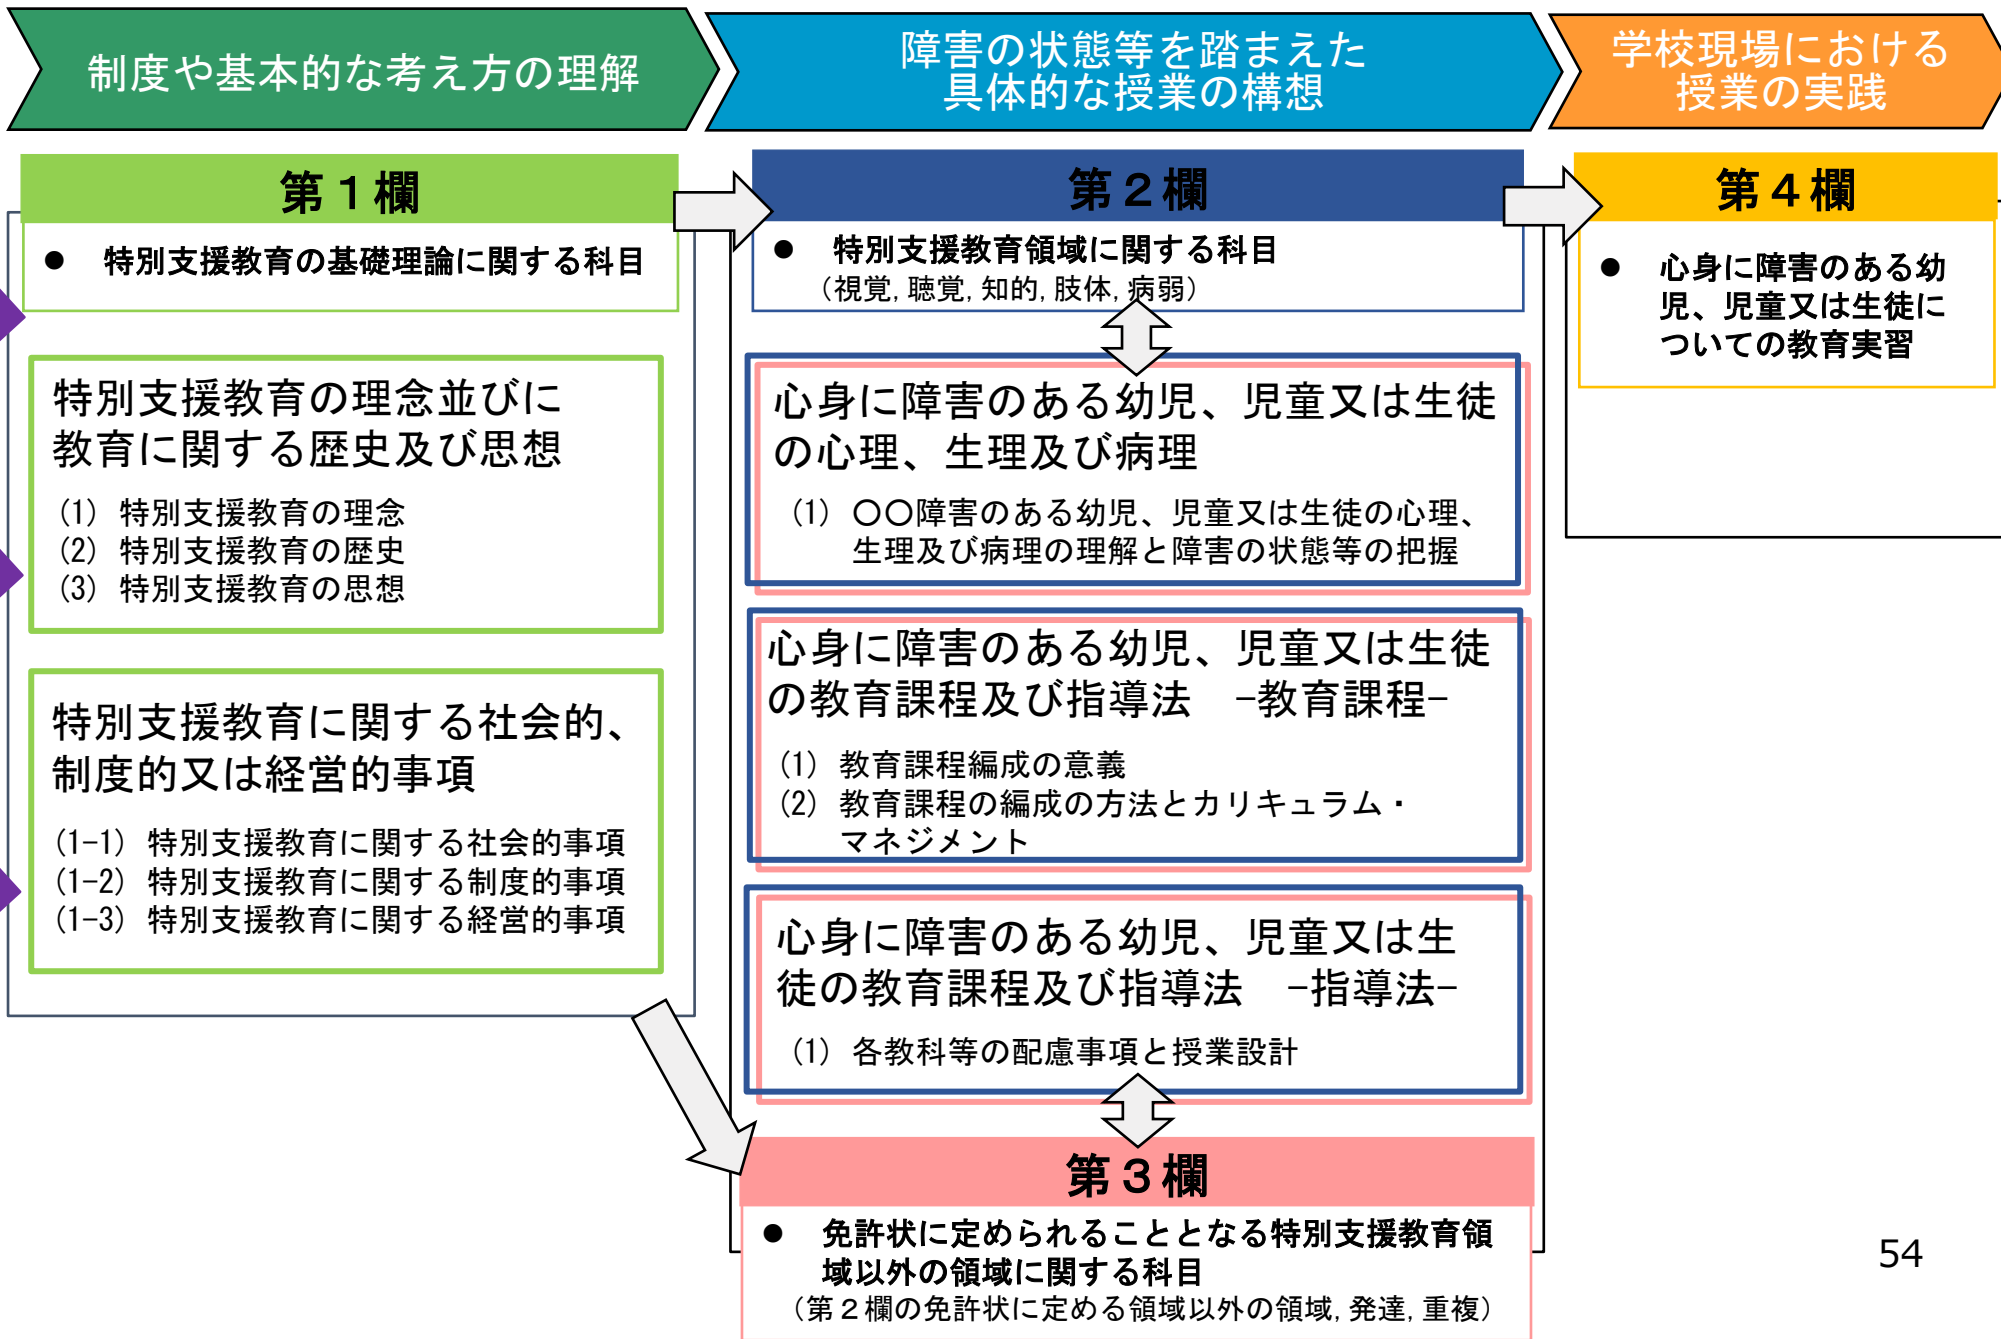 制度や基本的な考え方の理解
障害の状態等を踏まえた
具体的な授業の構想
学校現場における
授業の実践
第１欄
● 特別支援教育の基礎理論に関する科目
特別支援教育の理念並びに
教育に関する歴史及び思想
(1) 特別支援教育の理念
(2) 特別支援教育の歴史
(3) 特別支援教育の思想
特別支援教育に関する社会的、
制度的又は経営的事項
(1-1) 特別支援教育に関する社会的事項
(1-2) 特別支援教育に関する制度的事項
(1-3) 特別支援教育に関する経営的事項
第２欄
● 特別支援教育領域に関する科目
（視覚, 聴覚, 知的, 肢体, 病弱）
心身に障害のある幼児、児童又は生徒
の心理、生理及び病理
(1) 〇〇障害のある幼児、児童又は生徒の心理、
生理及び病理の理解と障害の状態等の把握
心身に障害のある幼児、児童又は生徒
の教育課程及び指導法　-教育課程-
(1) 教育課程編成の意義
(2) 教育課程の編成の方法とカリキュラム・
マネジメント
心身に障害のある幼児、児童又は生
徒の教育課程及び指導法　-指導法-
(1) 各教科等の配慮事項と授業設計
第３欄
● 免許状に定められることとなる特別支援教育領
域以外の領域に関する科目
（第２欄の免許状に定める領域以外の領域, 発達, 重複）
第４欄
● 心身に障害のある幼
児、児童又は生徒に
ついての教育実習
54